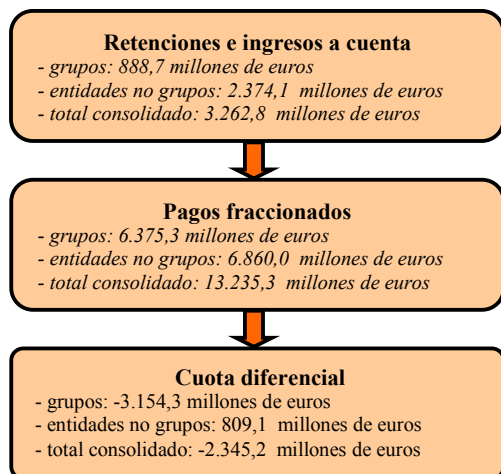 Retenciones e ingresos a cuenta
- grupos: 888,7 millones de euros
- entidades no grupos: 2.374,1 millones de euros
- total consolidado: 3.262,8 millones de euros
Pagos fraccionados
- grupos: 6.375,3 millones de euros
- entidades no grupos: 6.860,0 millones de euros
- total consolidado: 13.235,3 millones de euros
Cuota diferencial
- grupos: -3.154,3 millones de euros
- entidades no grupos: 809,1 millones de euros
- total consolidado: -2.345,2 millones de euros